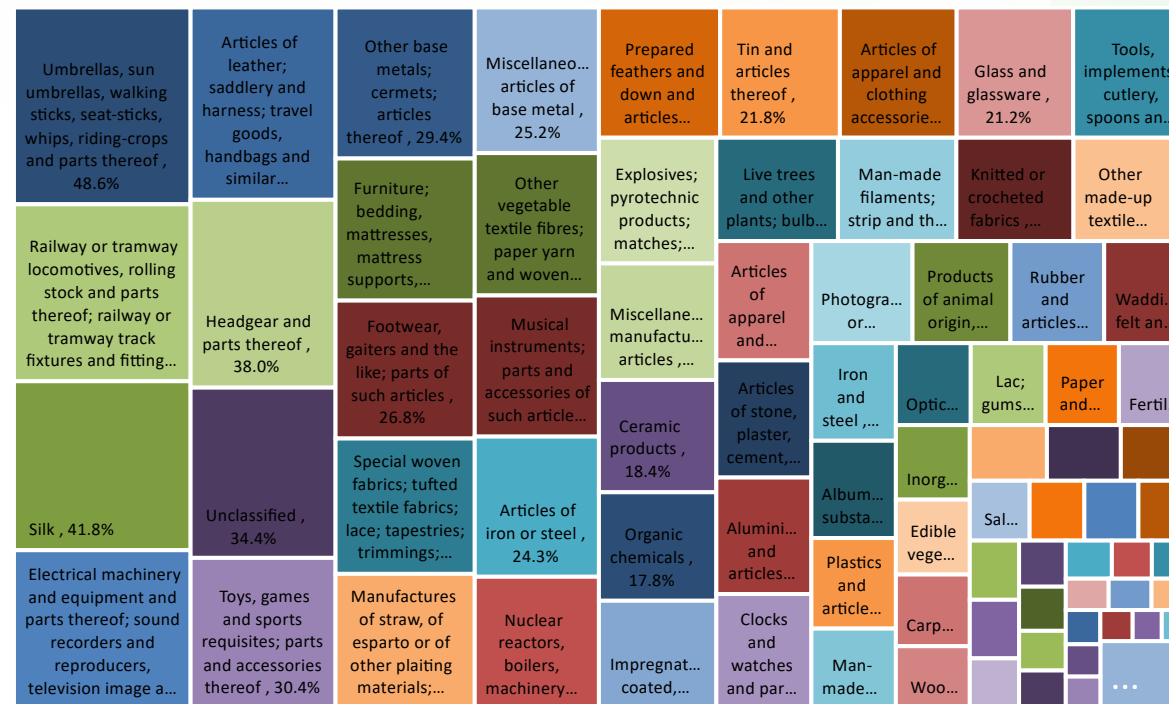 Umbrellas, sun
umbrellas, walking
sticks, seat-sticks,
whips, riding-crops
and parts thereof ,
48.6%
Railway or tramway
locomotives, rolling
stock and parts
thereof; railway or
tramway track
fixtures and fitting…
Silk , 41.8%
Electrical machinery
and equipment and
parts thereof; sound
recorders and
reproducers,
television image a…
Articles of
leather;
saddlery and
harness; travel
goods,
handbags and
similar…
Headgear and
parts thereof ,
38.0%
Unclassified ,
34.4%
Toys, games
and sports
requisites; parts
and accessories
thereof , 30.4%
Other base
metals;
cermets;
articles
thereof , 29.4%
Furniture;
bedding,
mattresses,
mattress
supports,…
Footwear,
gaiters and the
like; parts of
such articles ,
26.8%
Special woven
fabrics; tufted
textile fabrics;
lace; tapestries;
trimmings;…
Manufactures
of straw, of
esparto or of
other plaiting
materials;…
Miscellaneo…
articles of
base metal ,
25.2%
Other
vegetable
textile fibres;
paper yarn
and woven…
Musical
instruments;
parts and
accessories of
such article…
Articles of
iron or steel ,
24.3%
Nuclear
reactors,
boilers,
machinery…
Prepared
feathers and
down and
articles…
Explosives;
pyrotechnic
products;
matches;…
Miscellane…
manufactu…
articles ,…
Ceramic
products ,
18.4%
Organic
chemicals ,
17.8%
Impregnat…
coated,…
Tin and
articles
thereof ,
21.8%
Articles of
apparel and
clothing
accessorie…
Glass and
glassware ,
21.2%
Tools,
implements
cutlery,
spoons an..
Live trees
and other
plants; bulb…
Man-made
filaments;
strip and th…
Knitted or
crocheted
fabrics ,…
Other
made-up
textile…
Articles
of
apparel
and…
Articles
of stone,
plaster,
cement,…
Alumini…
and
articles…
Clocks
and
watches
and par…
Photogra…
or…
Products
of animal
origin,…
Rubber
and
articles…
Waddi..
felt an..
Iron
and
steel ,…
Album…
substa…
Plastics
and
article…
Man-
made…
Optic…
Inorg…
Edible
vege…
Carp…
Woo…
Lac;
gums…
Paper
and…
Fertil
Sal…
…